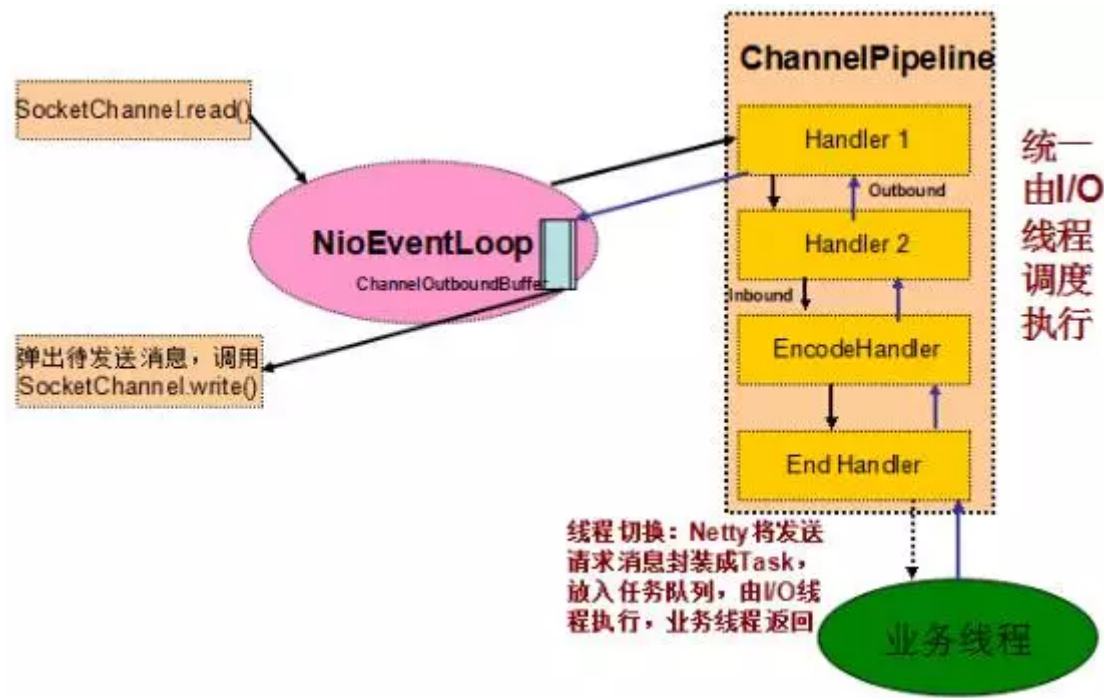 ChannelPipeline
SocketChannel.read()
Handler 1
Outbound
Handler 2
Inbound
EncodeHandler
End Handler
NioEventLoop
ChannelOutboundBuffer
弹出待发送消息，调用
SocketChannel.write()
统一
由I/O
线程
调度
执行
线程切换：Netty将发送
请求消息封装成Task，
放入任务队列，由I/O线
程执行，业务线程返回
业务线程